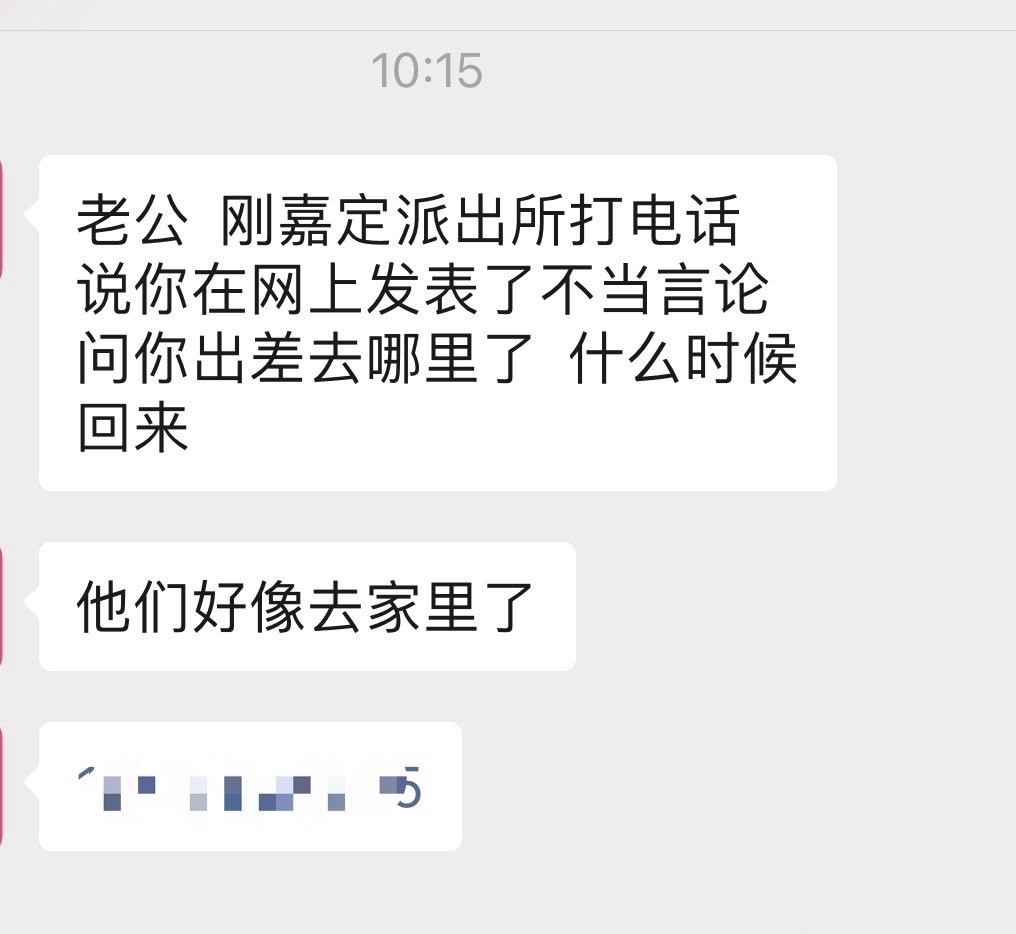 10:15
老公 刚嘉定派出所打电话
说你在网上发表了不当言论
问你出差去哪里了 什么时候
回来
他们好像去家里了